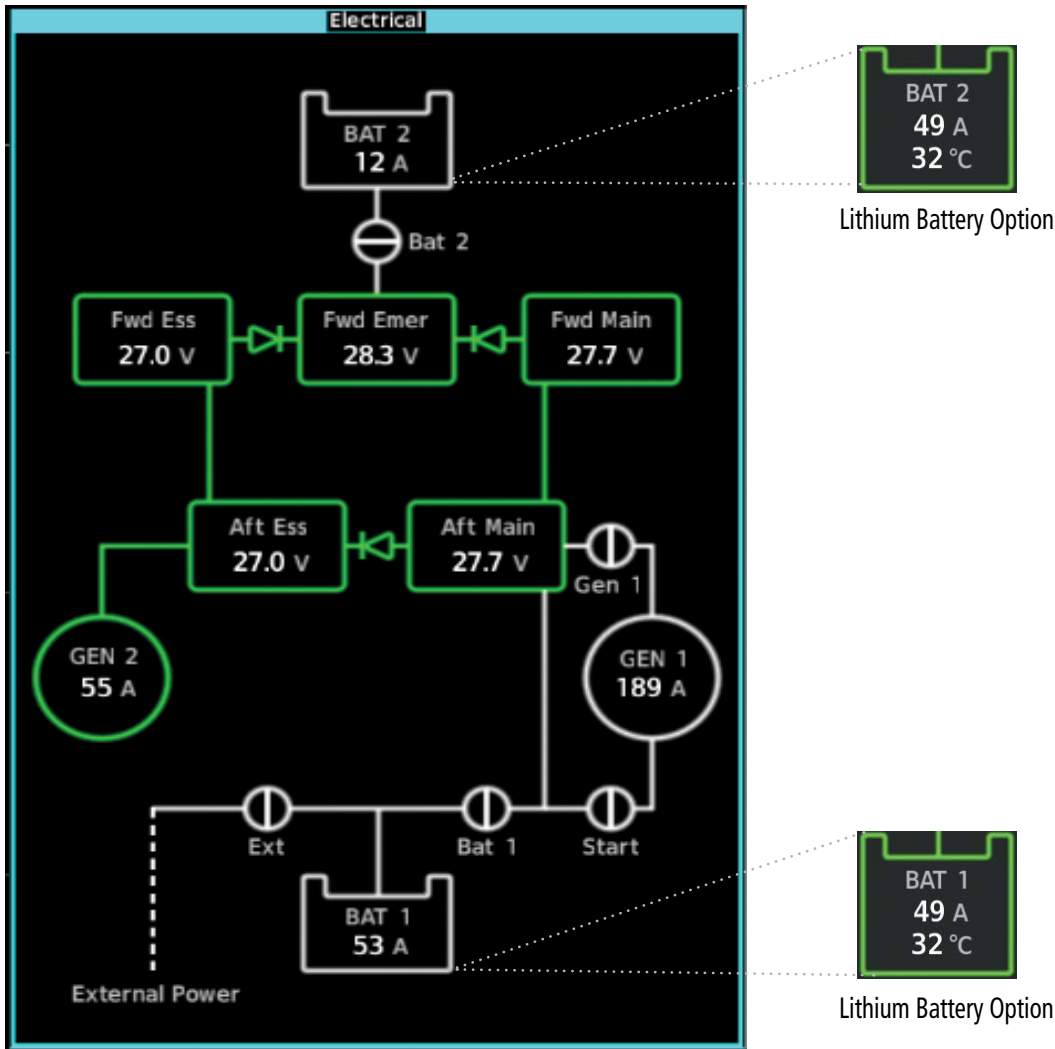 Electrical
BAT 2
12 A
Bat 2
Fwd Ess
27.0 V
Fwd Emer
28.3 V
Fwd Main
27.7 V
Aft Ess
27.0 V
Aft Main
27.7 V
Gen 1
GEN 2
55 A
GEN 1
189 A
Ext
Bat 1
Start
BAT 1
53 A
External Power
BAT 2
49 A
32 °C
Lithium Battery Option
BAT 1
49 A
32 °C
Lithium Battery Option